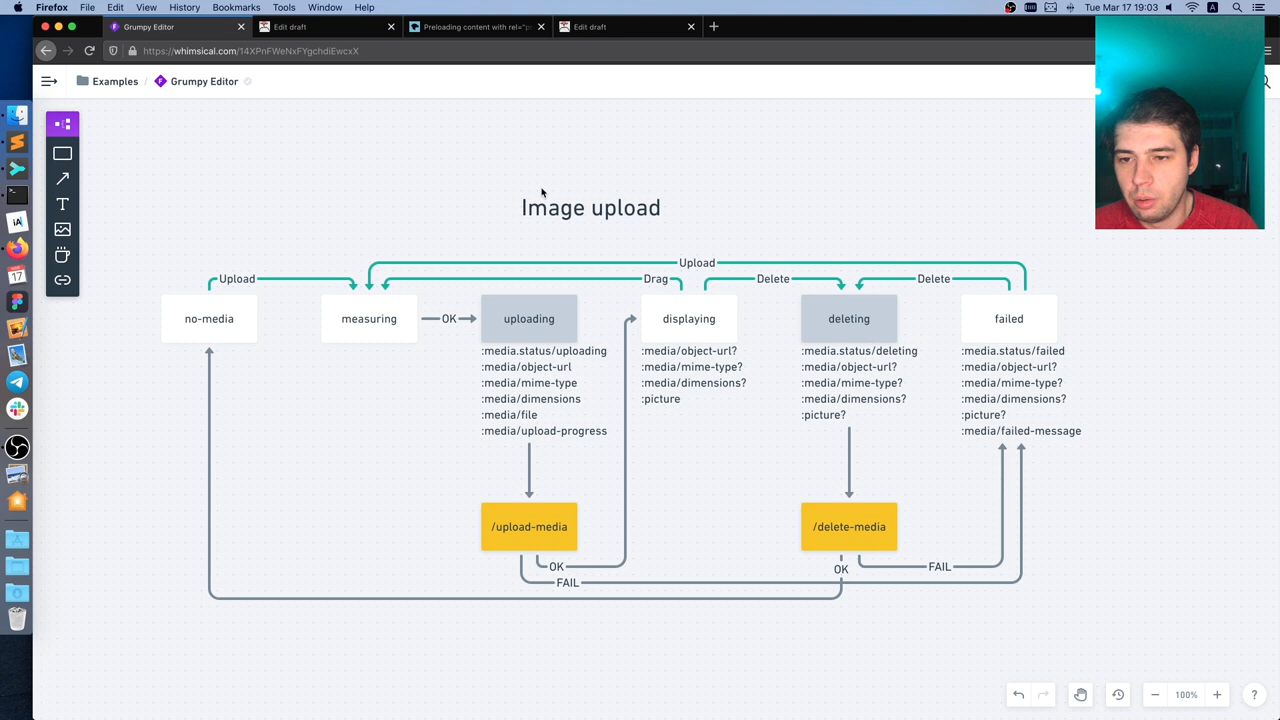 Firefox File Edit View History Bookmarks Tools Window Help
Tue Mar 17 19:03
Grumpy Editor
Edit draft
Preloading content with rel="p
Edit draft
https://whimsical.com/14XPnFWeNxFYgchdiEwcxX
Examples / Grumpy Editor
Image upload
Upload
Upload
Drag
Delete
Delete
no-media
measuring
OK
uploading
displaying
deleting
failed
:media.status/uploading
:media/object-url
:media/mime-type
:media/dimensions
:media/file
:media/upload-progress
:media/object-url?
:media/mime-type?
:media/dimensions?
:picture
:media.status/deleting
:media/object-url?
:media/mime-type?
:media/dimensions?
:picture?
:media.status/failed
:media/object-url?
:media/mime-type?
:media/dimensions?
:picture?
:media/failed-message
/upload-media
/delete-media
OK
FAIL
OK
FAIL
100%
?
T
iA
17
A